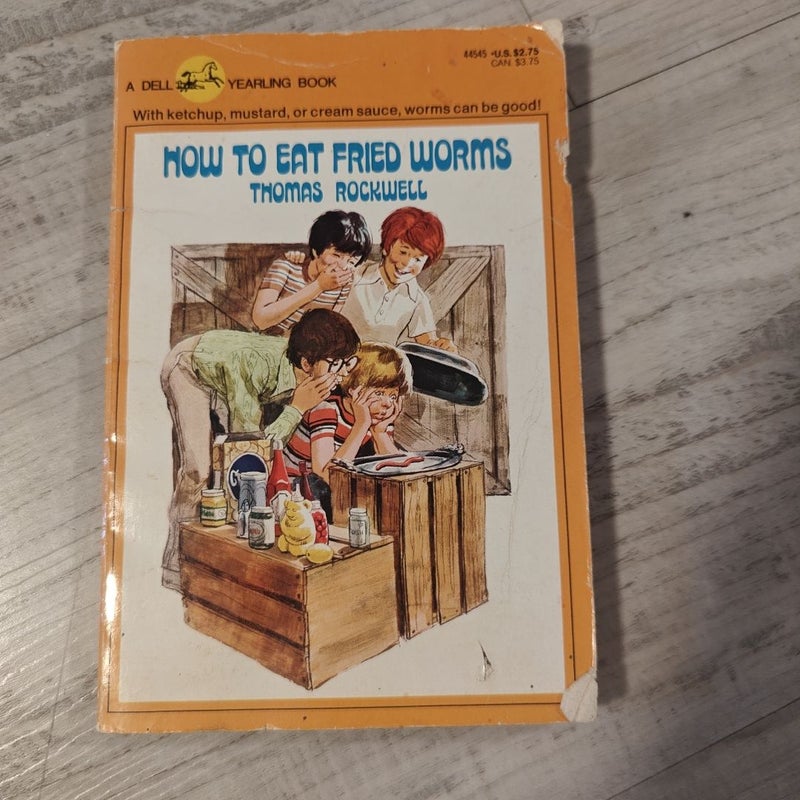 A DELL YEARLING BOOK
44545 •U.S. $2.75
CAN. $3.75
With ketchup, mustard, or cream sauce, worms can be good!
HOW TO EAT FRIED WORMS
THOMAS ROCKWELL